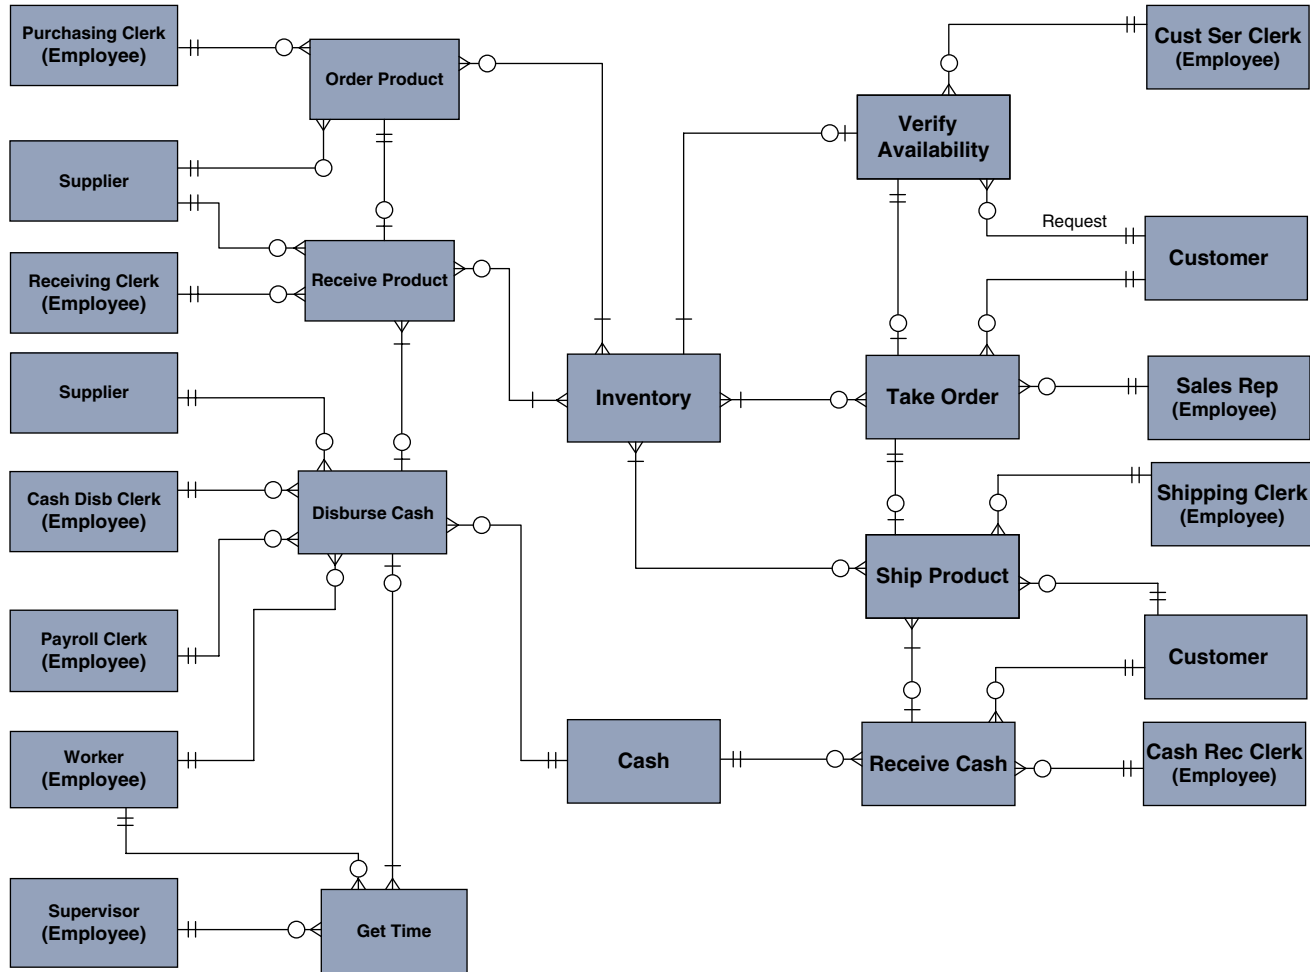 Purchasing Clerk
(Employee)
Order Product
Cust Ser Clerk
(Employee)
Verify
Availability
Supplier
Request
Customer
Receiving Clerk
(Employee)
Receive Product
Supplier
Inventory
Take Order
Sales Rep
(Employee)
Cash Disb Clerk
(Employee)
Disburse Cash
Shipping Clerk
(Employee)
Ship Product
Payroll Clerk
(Employee)
Customer
Worker
(Employee)
Cash
Receive Cash
Cash Rec Clerk
(Employee)
Supervisor
(Employee)
Get Time